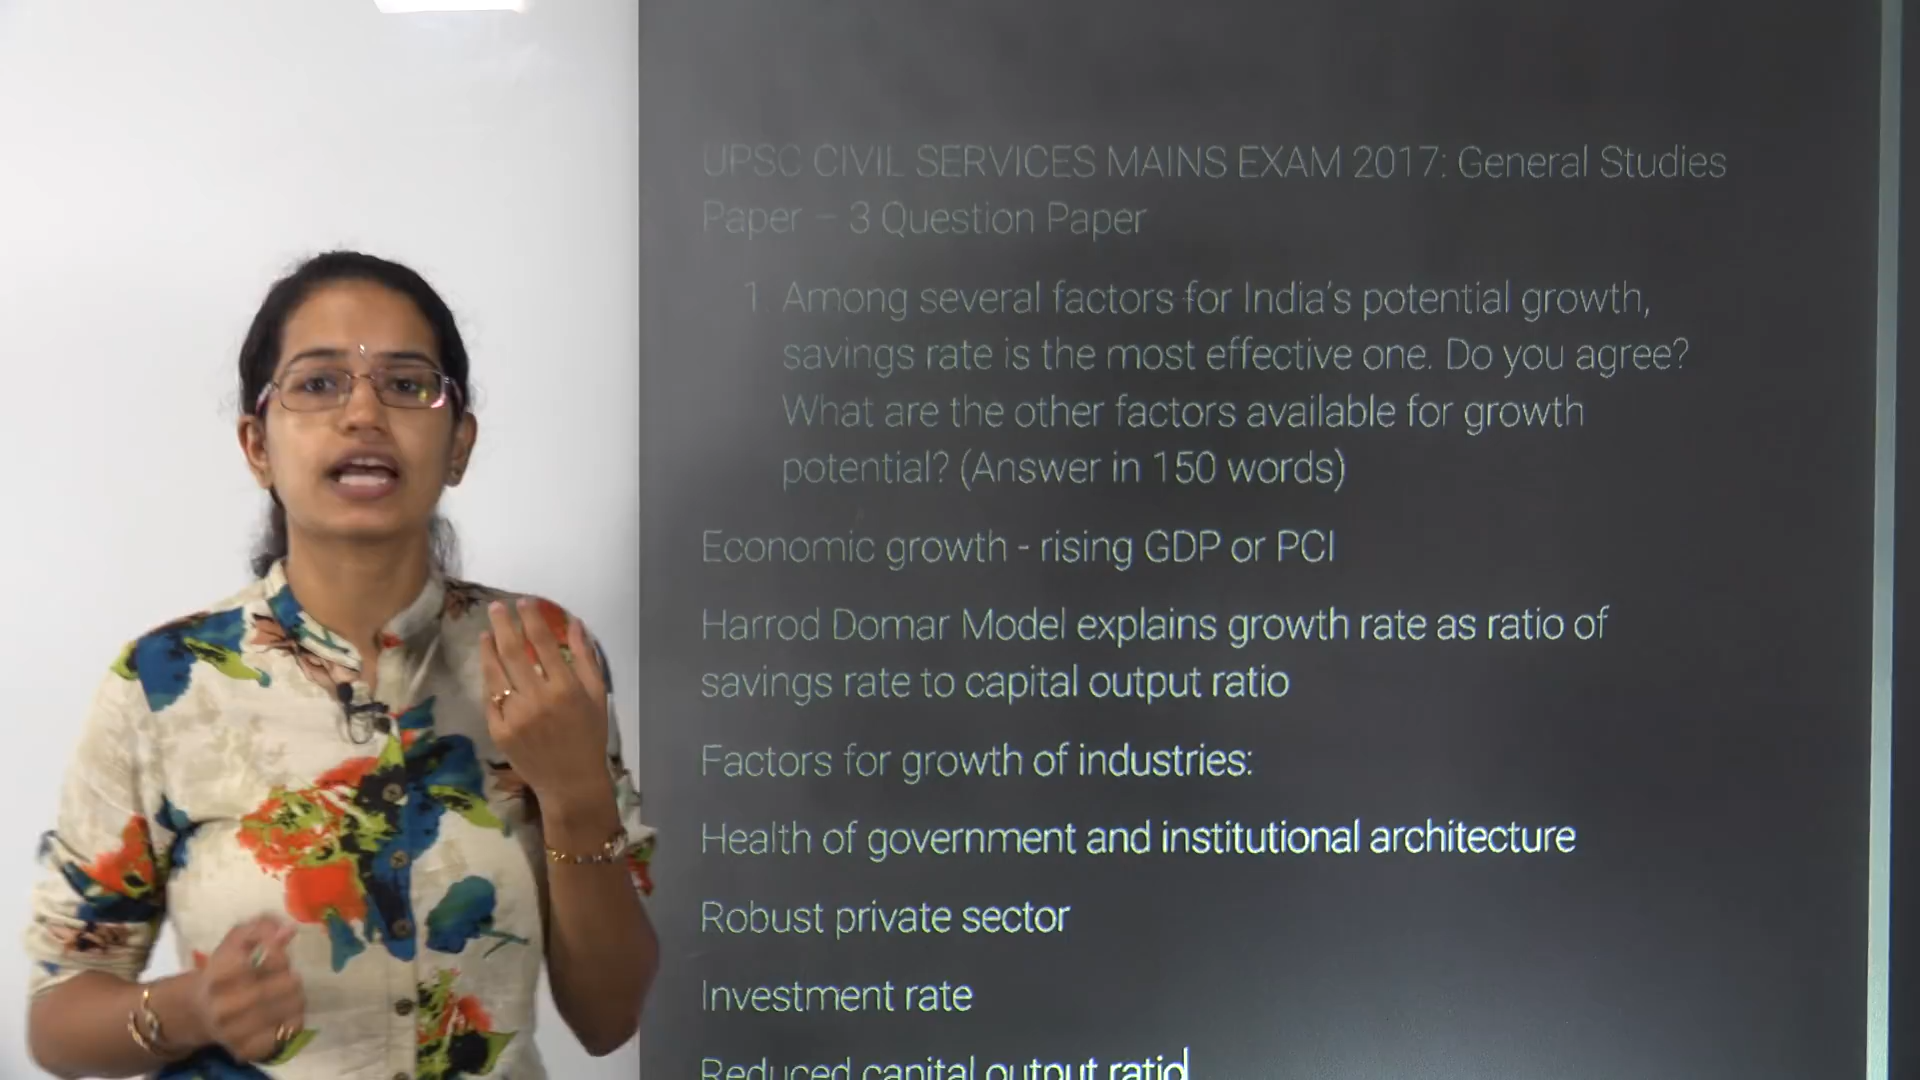 UPSC CIVIL SERVICES MAINS EXAM 2017: General Studies
Paper – 3 Question Paper
1. Among several factors for India's potential growth,
savings rate is the most effective one. Do you agree?
What are the other factors available for growth
potential? (Answer in 150 words)
Economic growth - rising GDP or PCI
Harrod Domar Model explains growth rate as ratio of
savings rate to capital output ratio
Factors for growth of industries:
Health of government and institutional architecture
Robust private sector
Investment rate
Reduced capital output ratio